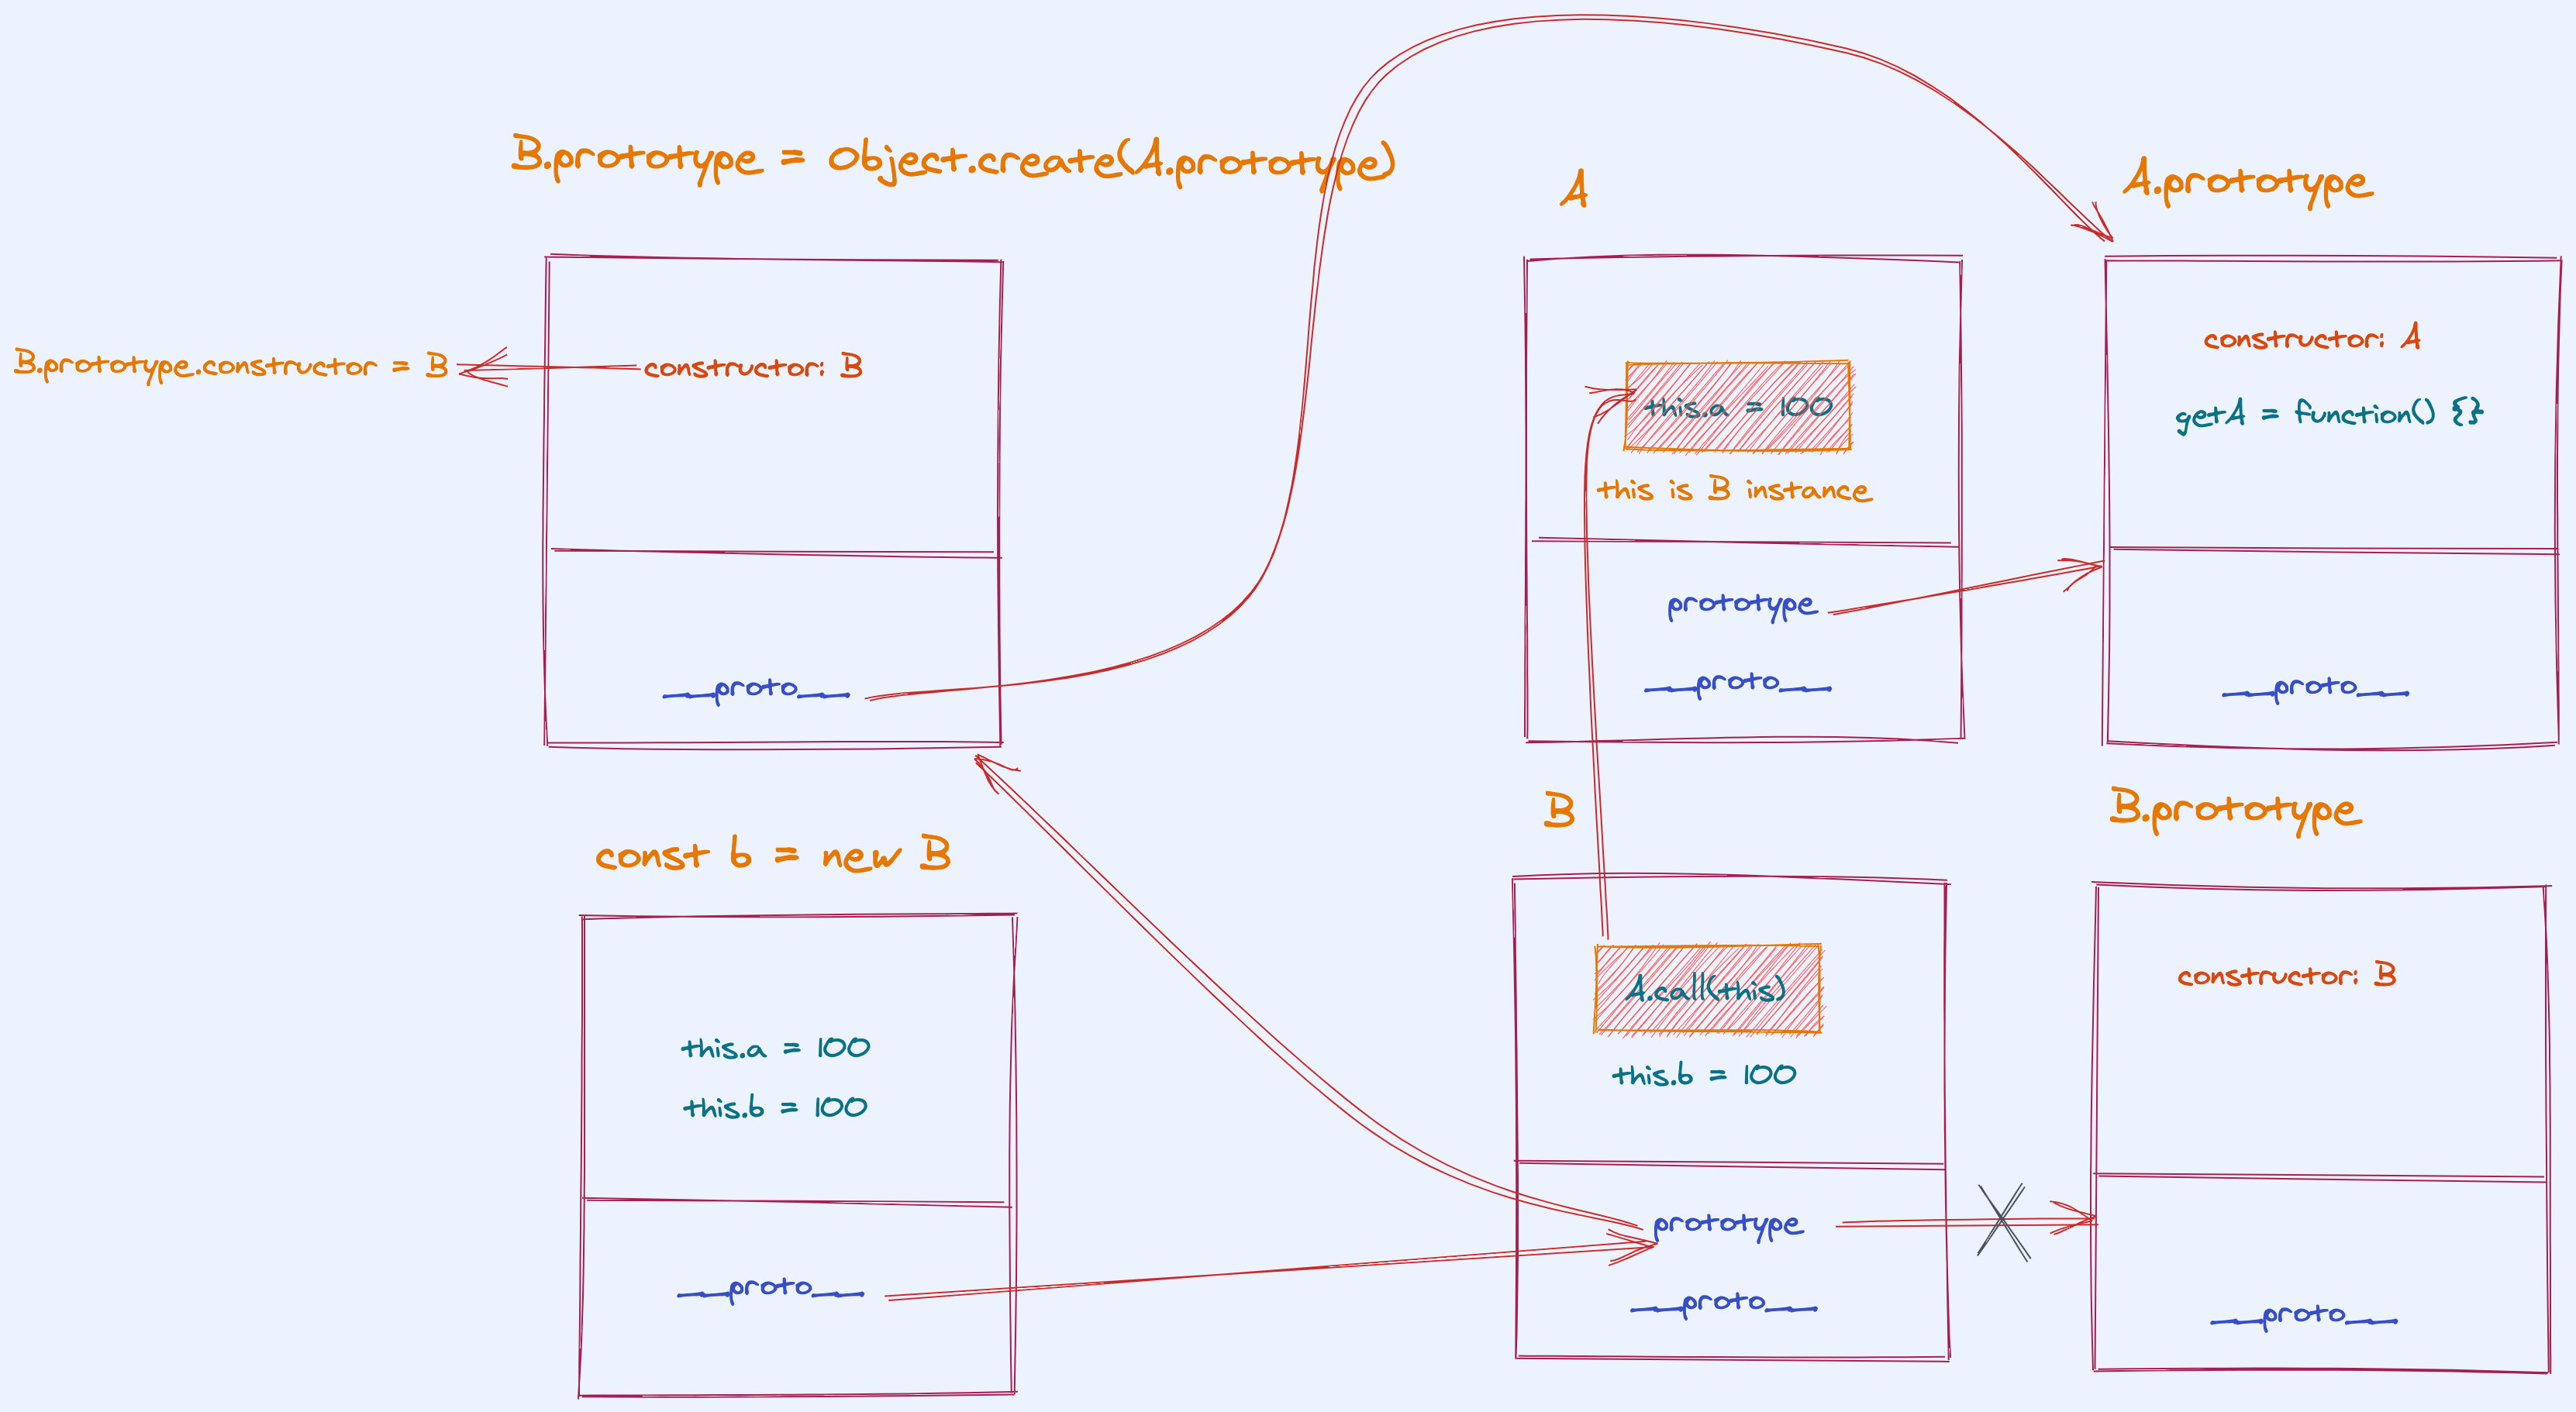 B.prototype = Object.create(A.prototype)
B.prototype.constructor = B
constructor: B
__proto__
A
this.a = 100
this is B instance
prototype
__proto__
A.prototype
constructor: A
getA = function() {}
__proto__
const b = new B
this.a = 100
this.b = 100
__proto__
B
A.call(this)
this.b = 100
prototype
__proto__
B.prototype
constructor: B
__proto__